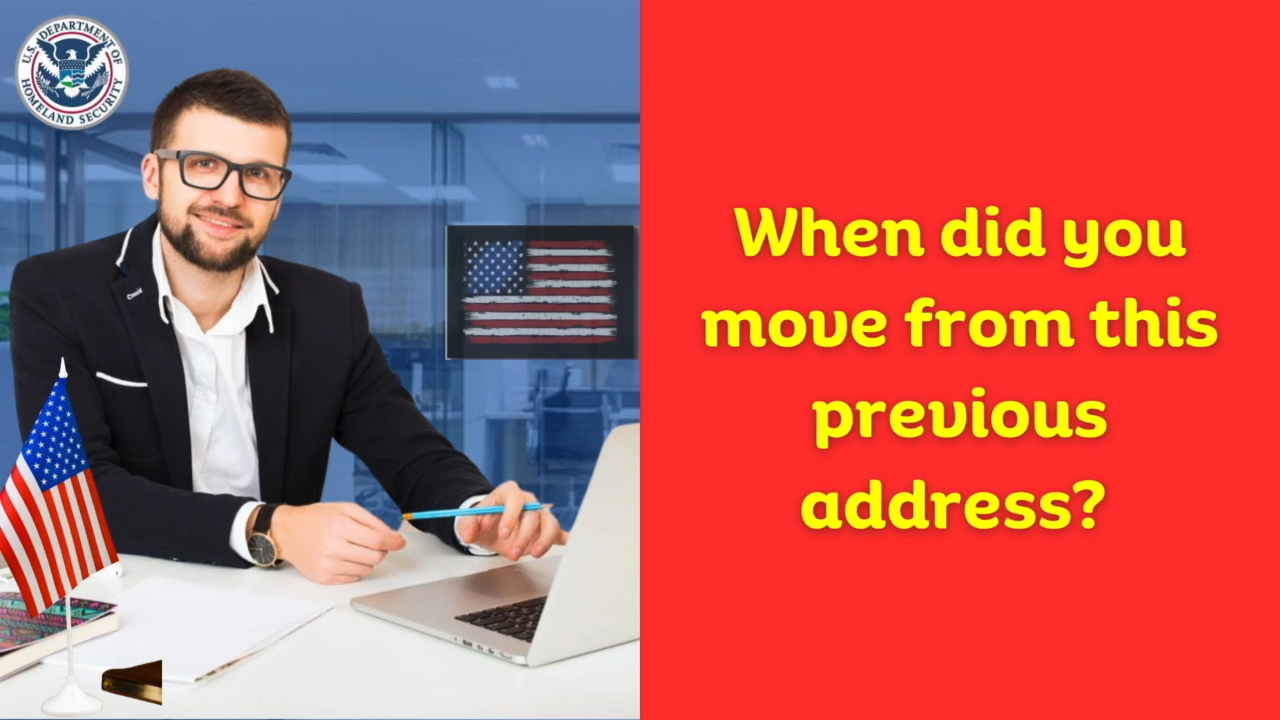 U.S. DEPARTMENT OF
HOMELAND SECURITY
When did you
move from this
previous
address?